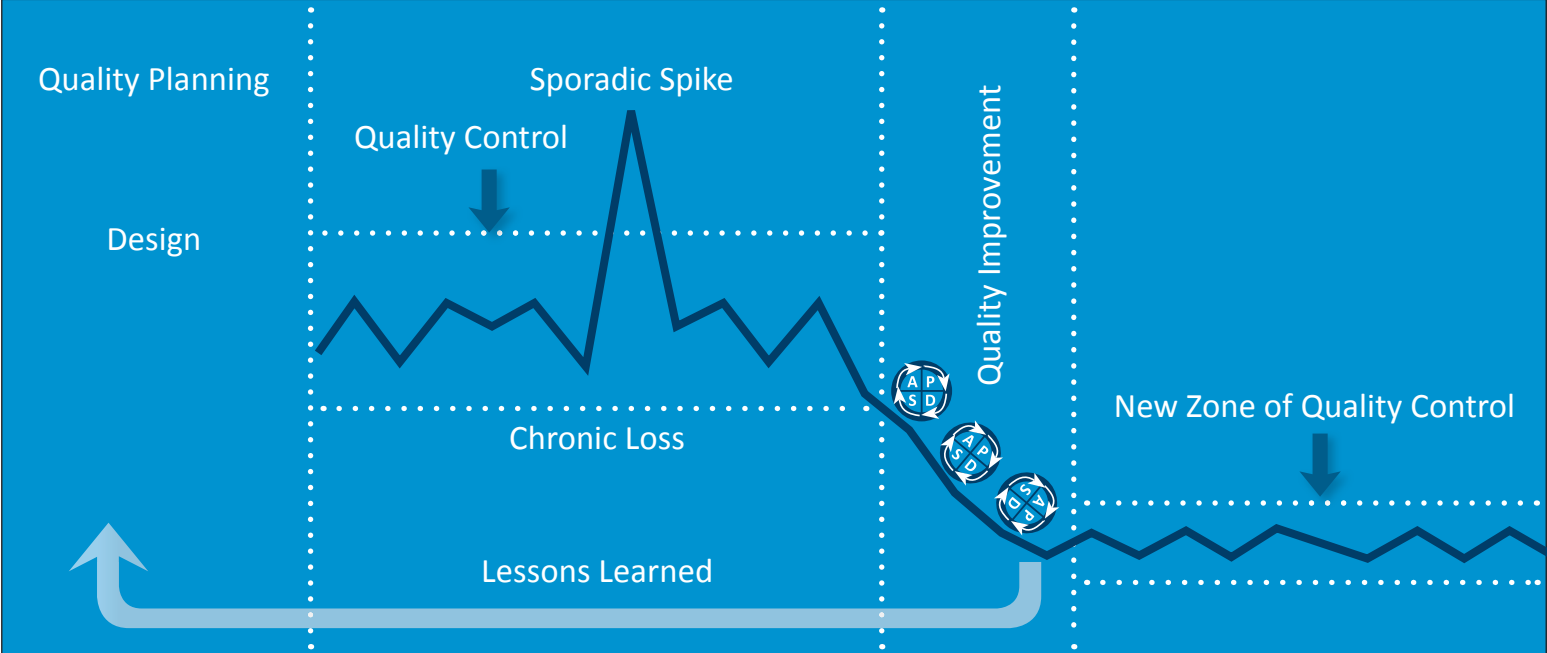 Quality Planning
Design
Sporadic Spike
Quality Control
Chronic Loss
Lessons Learned
Quality Improvement
A P
S D
A P
S D
S A
D P
New Zone of Quality Control